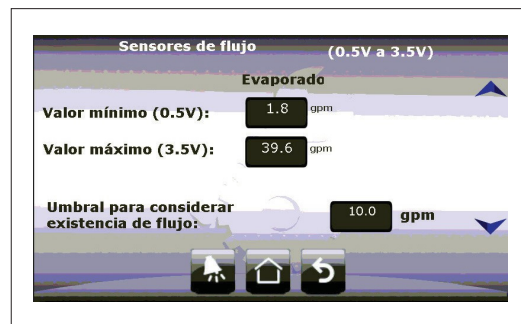 Sensores de flujo (0.5V a 3.5V)
Evaporado
Valor mínimo (0.5V): 1.8 gpm
Valor máximo (3.5V): 39.6 gpm
Umbral para considerar
existencia de flujo: 10.0 gpm